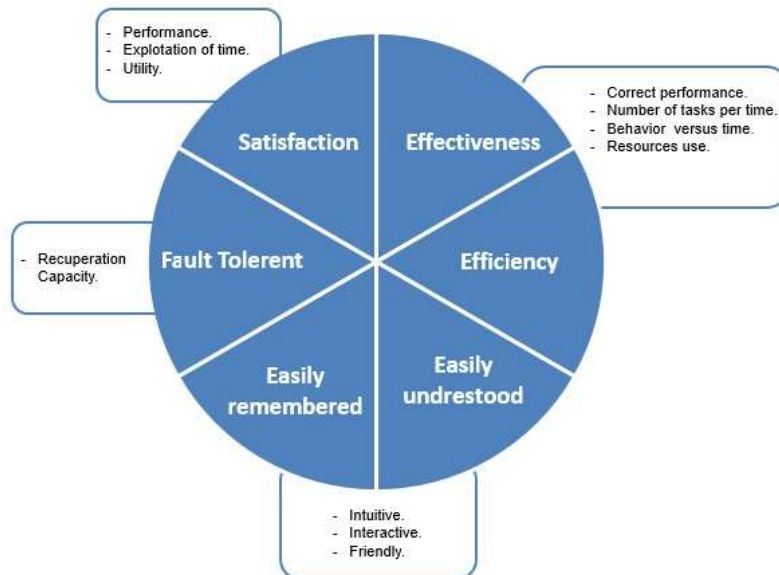 - Performance.
- Explotation of time.
- Utility.
- Correct performance.
- Number of tasks per time.
- Behavior versus time.
- Resources use.
Satisfaction
Effectiveness
- Recuperation
Capacity.
Fault Tolerent
Efficiency
Easily
remembered
Easily
undrestood
- Intuitive.
- Interactive.
- Friendly.